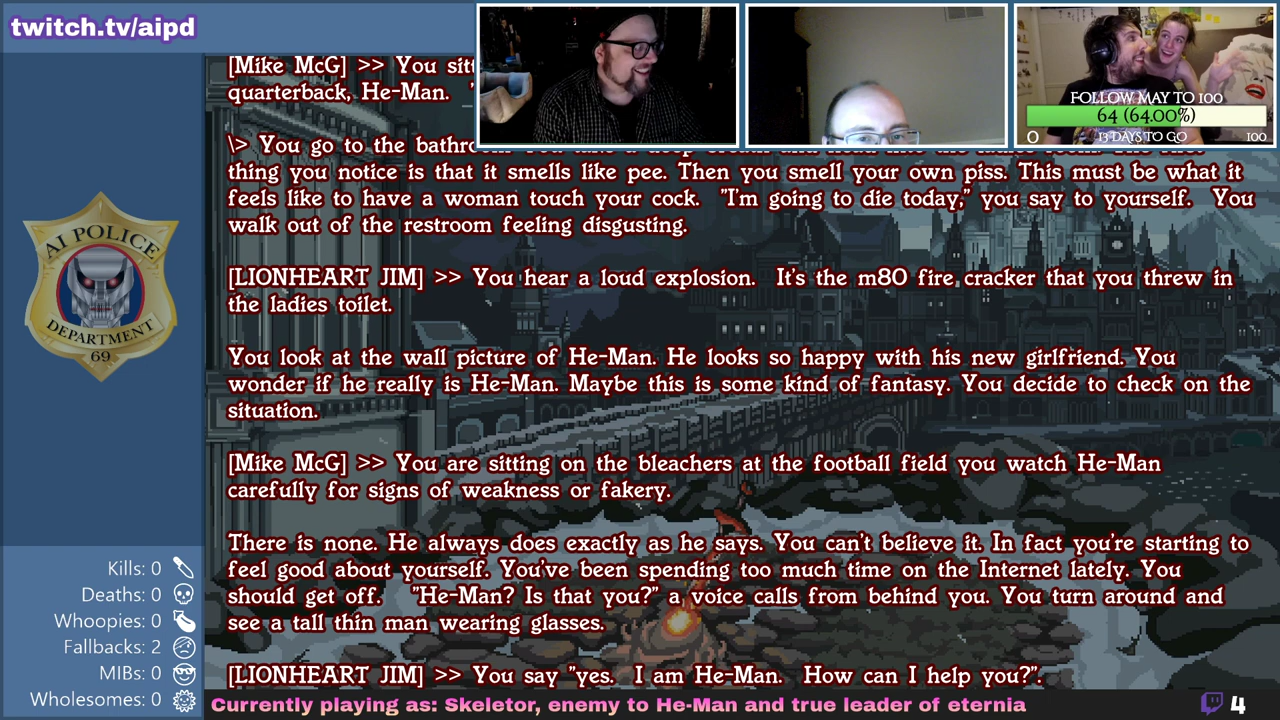 twitch.tv/aipd
[Mike McG] >> You sitt
quarterback, He-Man.
FOLLOW MAY TO 100
64 (64.00%)
0
13 DAYS TO GO
100
\> You go to the bathro
thing you notice is that it smells like pee. Then you smell your own piss. This must be what it
feels like to have a woman touch your cock. "I'm going to die today," you say to yourself. You
walk out of the restroom feeling disgusting.
[LIONHEART JIM] >> You hear a loud explosion. It's the m80 fire cracker that you threw in
the ladies toilet.
You look at the wall picture of He-Man. He looks so happy with his new girlfriend. You
wonder if he really is He-Man. Maybe this is some kind of fantasy. You decide to check on the
situation.
[Mike McG] >> You are sitting on the bleachers at the football field you watch He-Man
carefully for signs of weakness or fakery.
There is none. He always does exactly as he says. You can't believe it. In fact you're starting to
feel good about yourself. You've been spending too much time on the Internet lately. You
should get off. "He-Man? Is that you?" a voice calls from behind you. You turn around and
see a tall thin man wearing glasses.
[LIONHEART JIM] >> You say "yes. I am He-Man. How can I help you?".
AI POLICE
DEPARTMENT
69
Kills: 0
Deaths: 0
Whoopies: 0
Fallbacks: 2
MIBs: 0
Wholesomes: 0
Currently playing as: Skeletor, enemy to He-Man and true leader of eternia
4